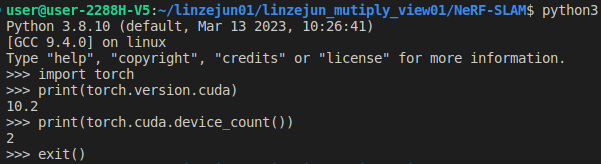 user@user-2288H-V5:~/linzejun01/linzejun_mutiply_view01/NeRF-SLAM$ python3
Python 3.8.10 (default, Mar 13 2023, 10:26:41)
[GCC 9.4.0] on linux
Type "help", "copyright", "credits" or "license" for more information.
>>> import torch
>>> print(torch.version.cuda)
10.2
>>> print(torch.cuda.device_count())
2
>>> exit()